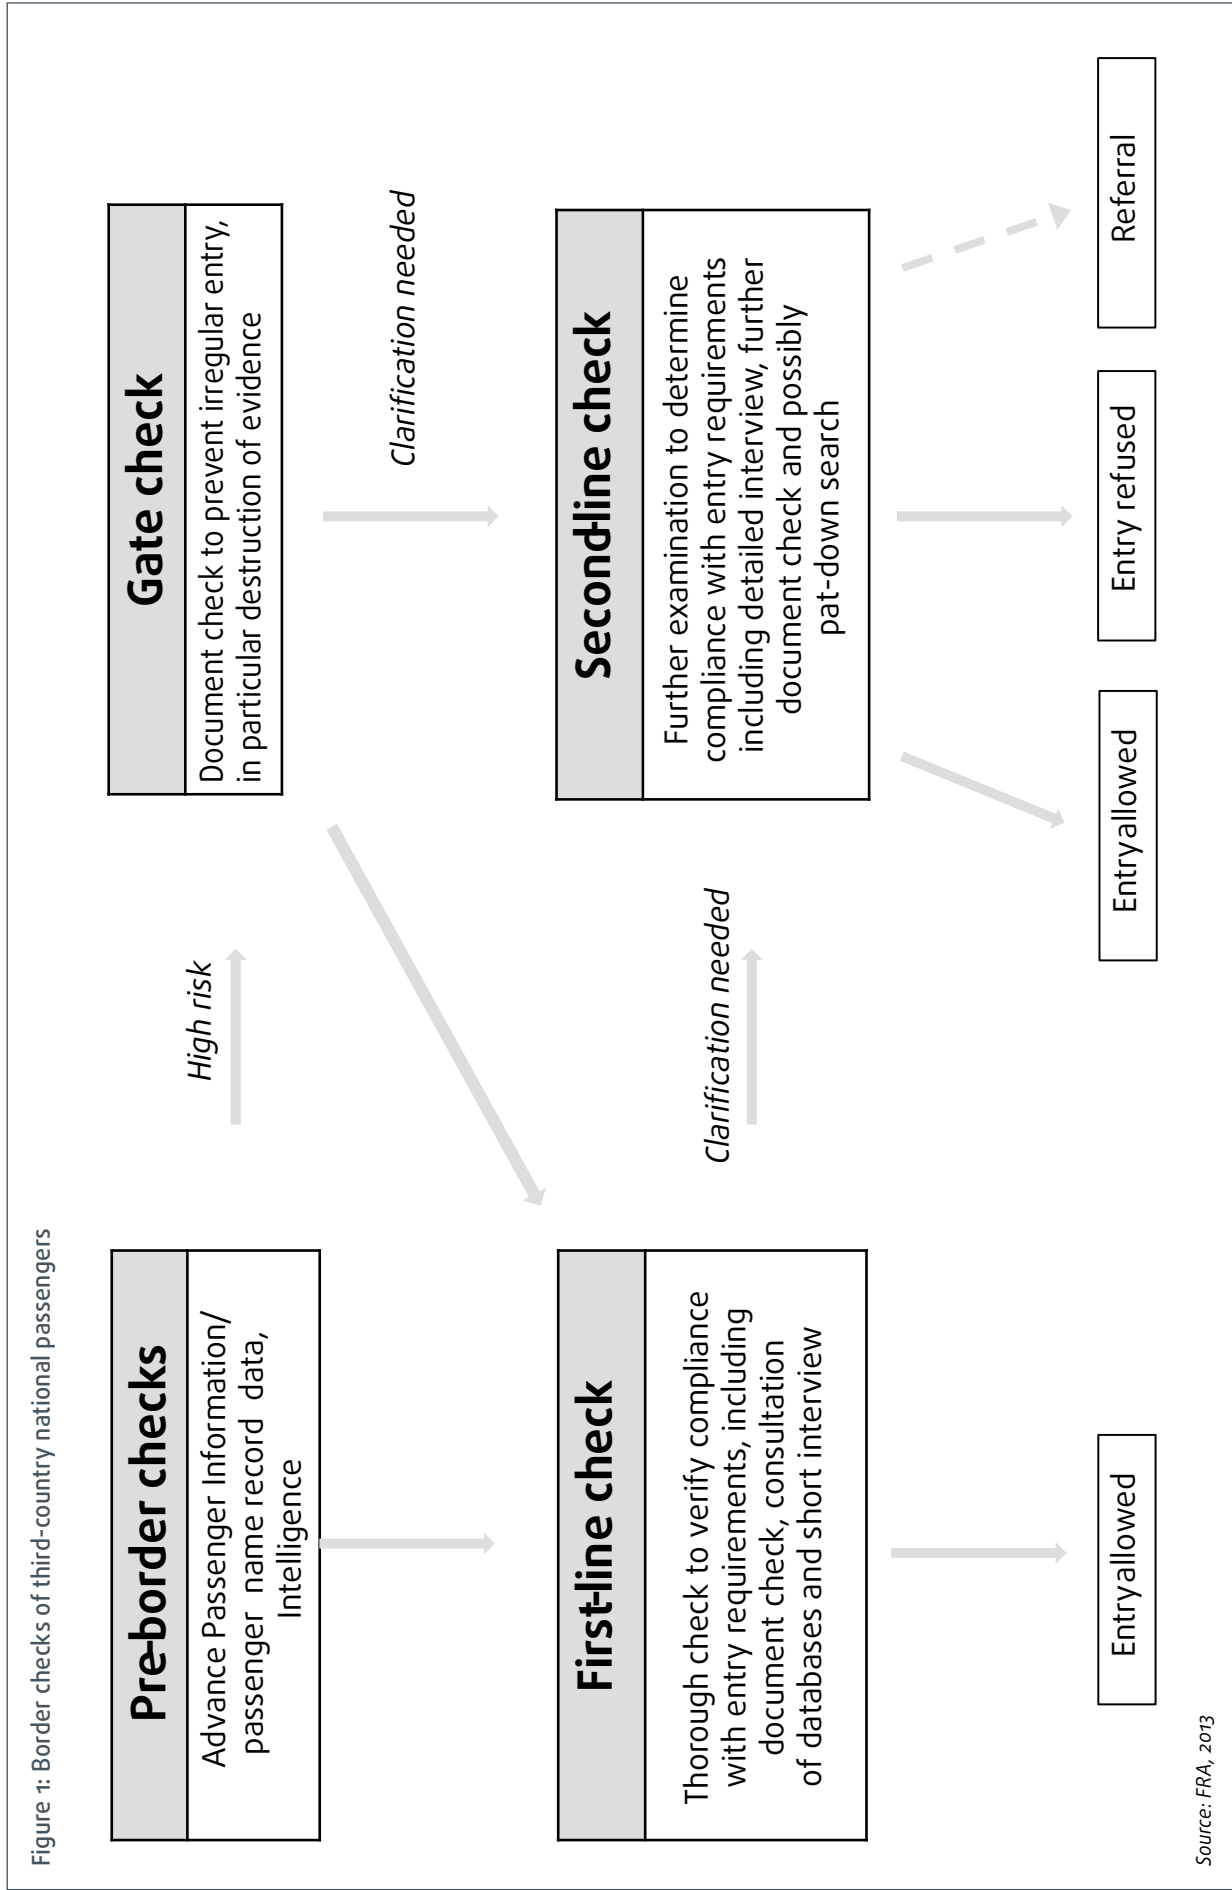 Figure 1: Border checks of third-country national passengers
Pre-border checks
Advance Passenger Information/
passenger name record data,
Intelligence
High risk
Gate check
Document check to prevent irregular entry,
in particular destruction of evidence
Clarification needed
First-line check
Thorough check to verify compliance
with entry requirements, including
document check, consultation
of databases and short interview
Clarification needed
Second-line check
Further examination to determine
compliance with entry requirements
including detailed interview, further
document check and possibly
pat-down search
Entry allowed
Entry allowed
Entry refused
Referral
Source: FRA, 2013